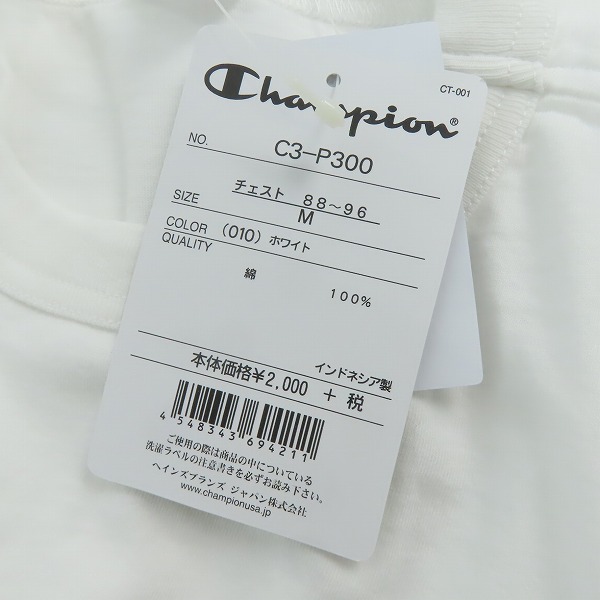 Champion®
CT-001
NO. C3-P300
SIZE チェスト 88~96
M
COLOR (010) ホワイト
QUALITY
綿 100%
インドネシア製
本体価格¥2,000 + 税
4 548343 694211
ご使用の際は商品の中についている
洗濯ラベルの注意書きを必ずお読み下さい。
ヘインズブランズ ジャパン株式会社
www.championusa.jp